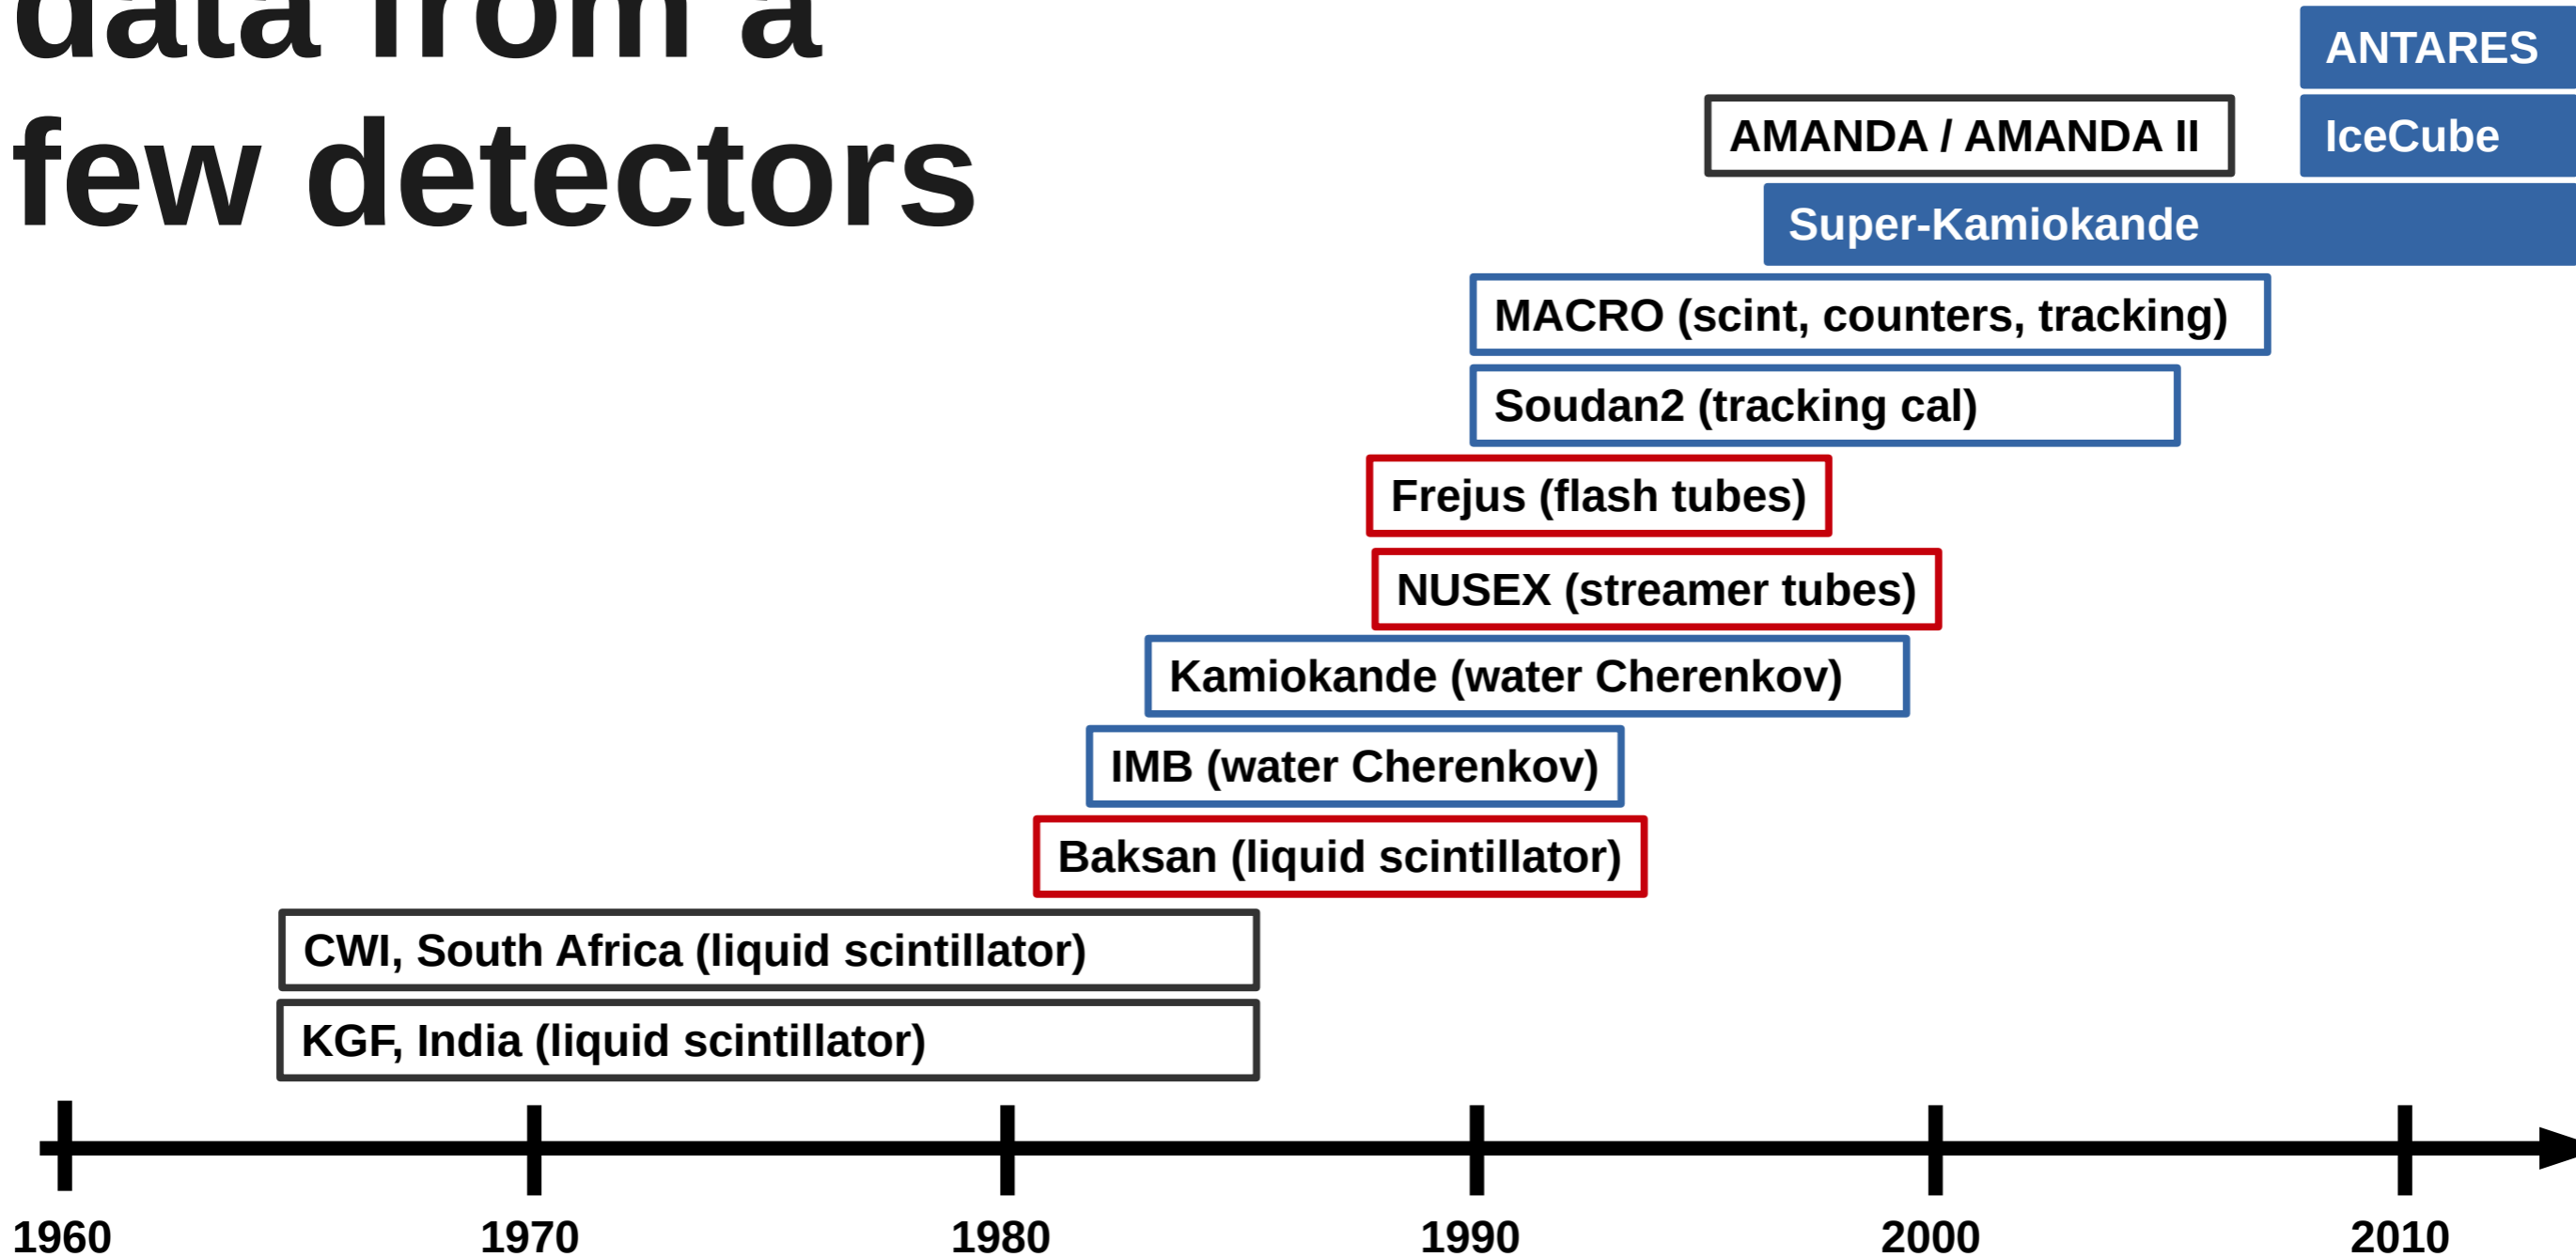 data from a
few detectors
ANTARES
AMANDA / AMANDA II
IceCube
Super-Kamiokande
MACRO (scint, counters, tracking)
Soudan2 (tracking cal)
Frejus (flash tubes)
NUSEX (streamer tubes)
Kamiokande (water Cherenkov)
IMB (water Cherenkov)
Baksan (liquid scintillator)
CWI, South Africa (liquid scintillator)
KGF, India (liquid scintillator)
1960 1970 1980 1990 2000 2010